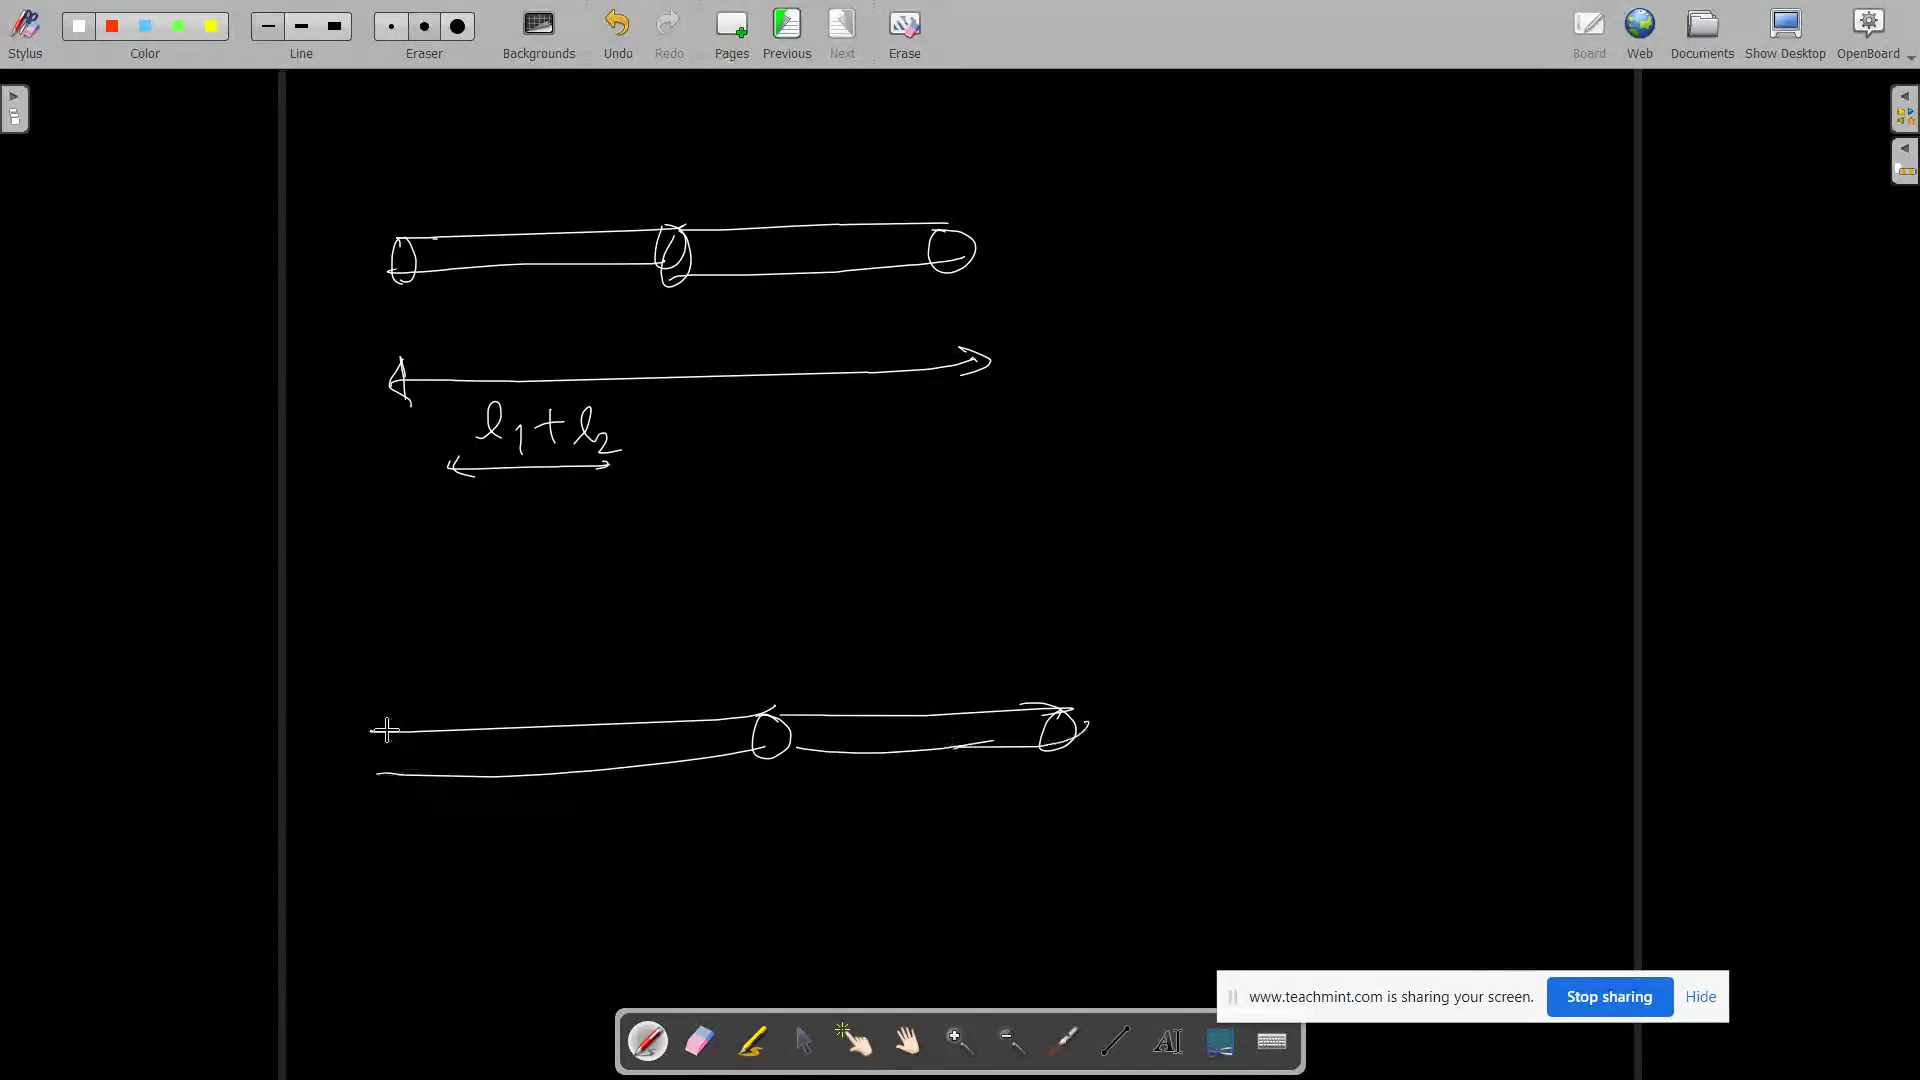 Stylus Color Line Eraser Backgrounds Undo Redo Pages Previous Next Erase Board Web Documents Show Desktop OpenBoard
l1 + l2
www.teachmint.com is sharing your screen. Stop sharing Hide
AI